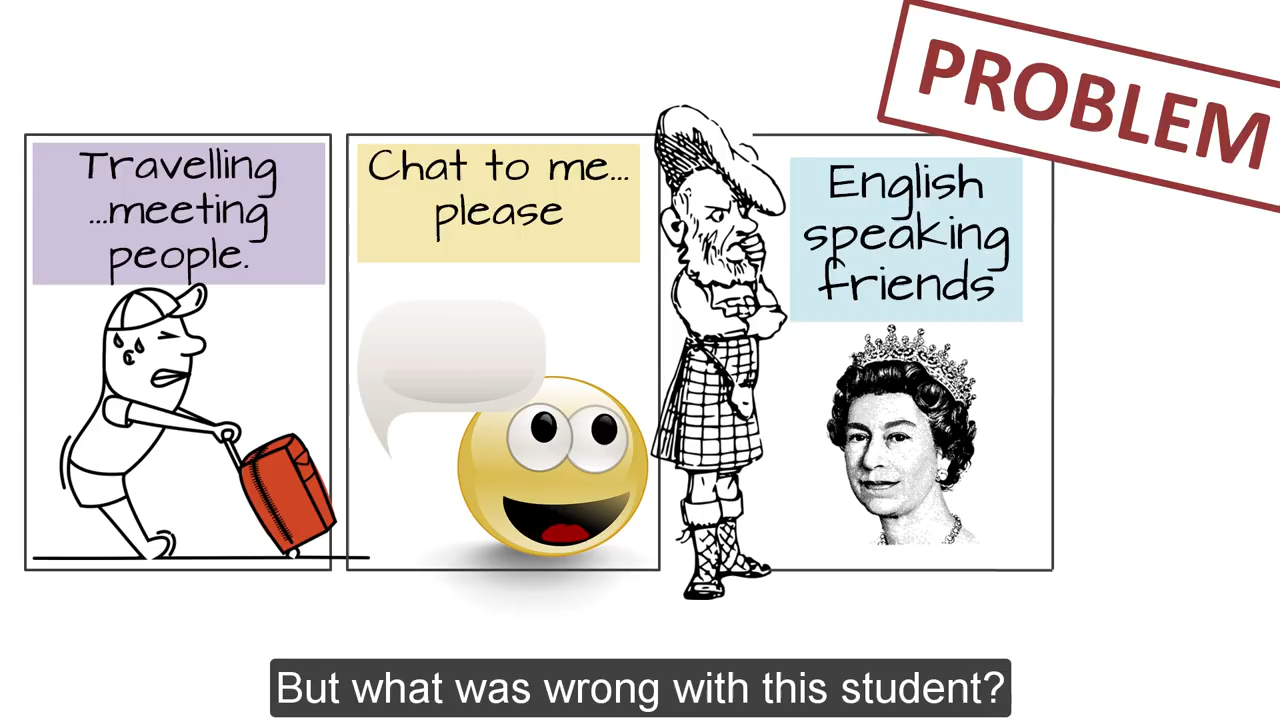 PROBLEM
Travelling
...meeting
people.
Chat to me...
please
English
speaking
friends
But what was wrong with this student?